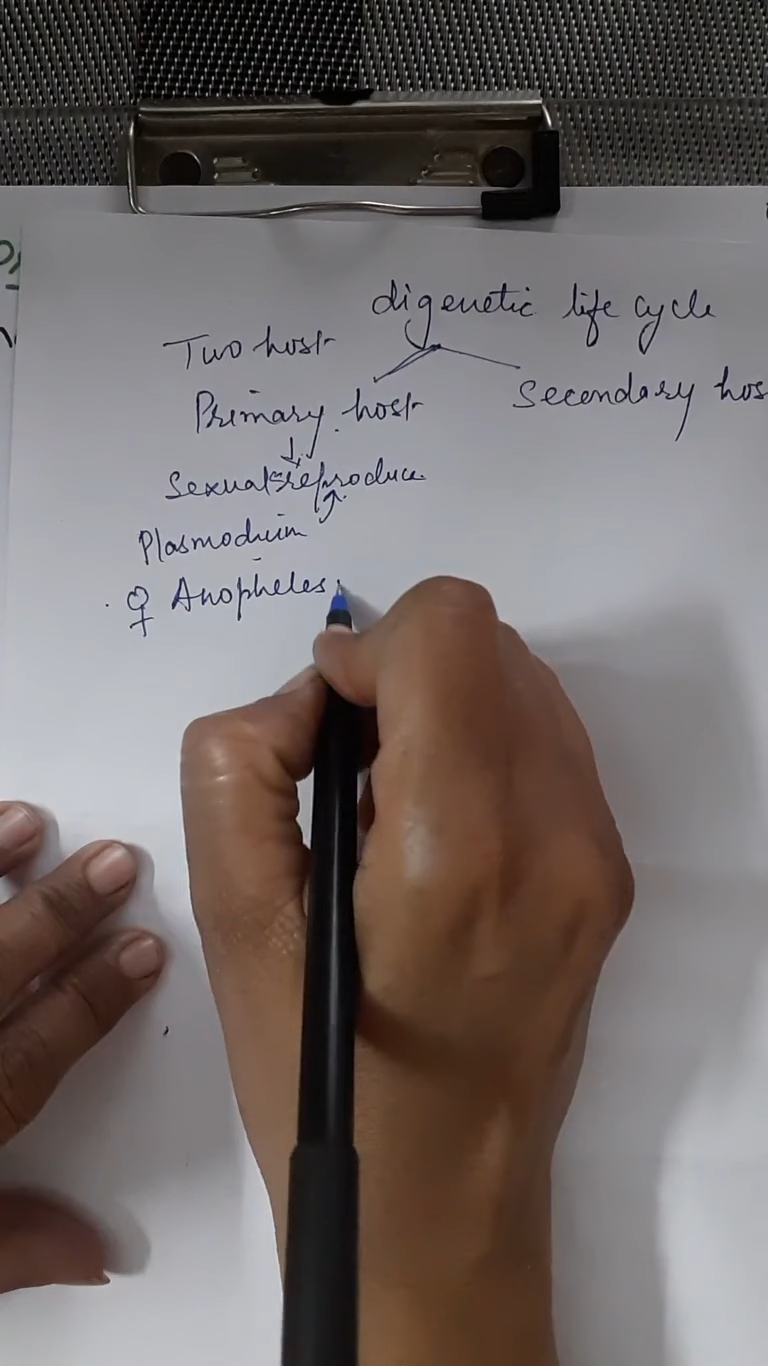 digenetic life cycle
Two host
Primary host
Secondary hos
Sexual reproduce
Plasmodium
♀ Anopheles